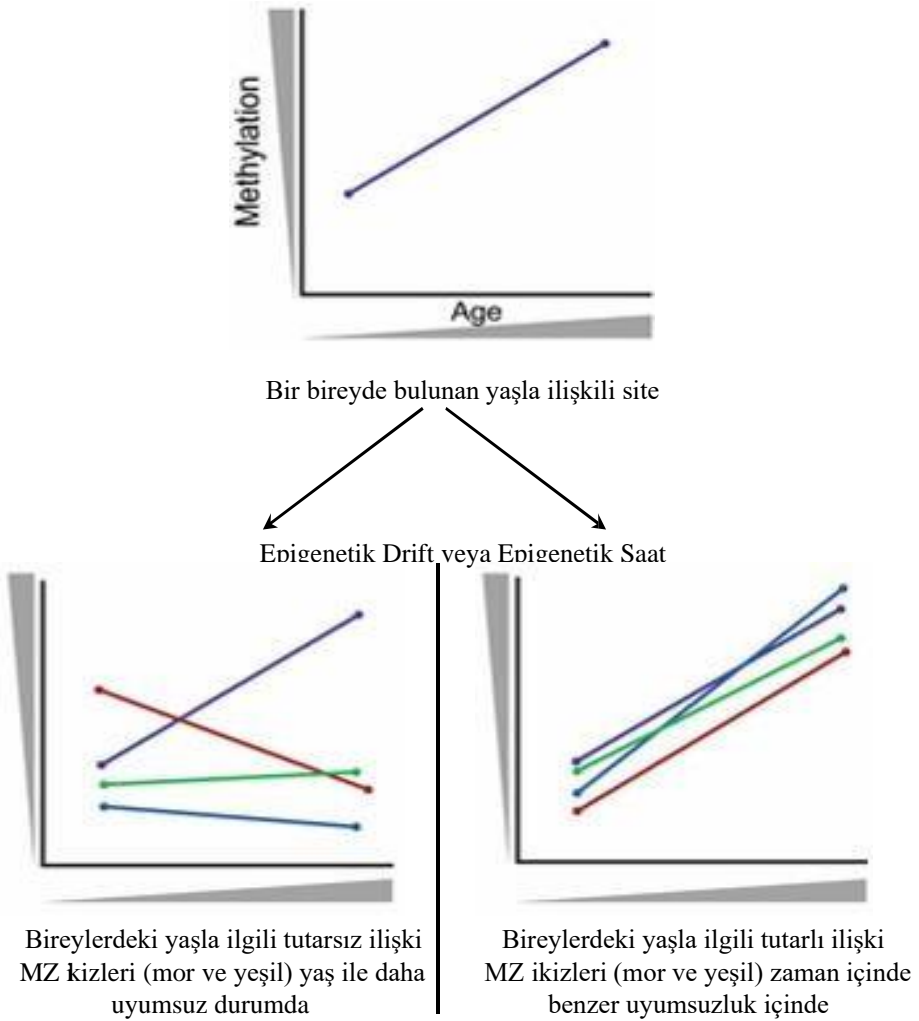 Methylation
Age
Bir bireyde bulunan yaşla ilişkili site
Epigenetik Drift veya Epigenetik Saat
Bireylerdeki yaşla ilgili tutarsız ilişki
MZ kizleri (mor ve yeşil) yaş ile daha
uyumsuz durumda
Bireylerdeki yaşla ilgili tutarlı ilişki
MZ ikizleri (mor ve yeşil) zaman içinde
benzer uyumsuzluk içinde